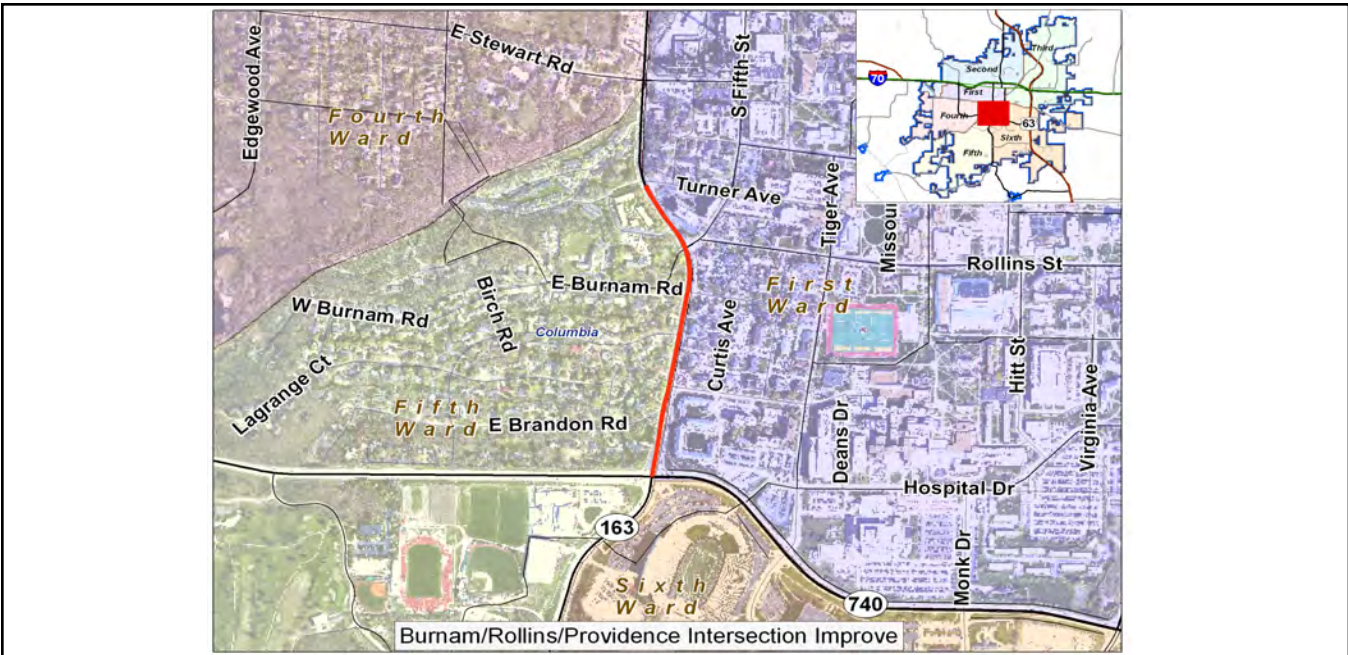 Edgewood Ave
E Stewart Rd
S Fifth St
Fourth
Ward
Turner Ave
Tiger Ave
Missou
Rollins St
E Burnam Rd
First
Ward
W Burnam Rd
Birch Rd
Columbia
Curtis Ave
Hitt St
Virginia Ave
Lagrange Ct
Fifth
Ward
E Brandon Rd
Deans Dr
Hospital Dr
163
Monk Dr
Sixth
Ward
740
Burnam/Rollins/Providence Intersection Improve
Third
Second
70
First
Fourth
63
Sixth
Fifth